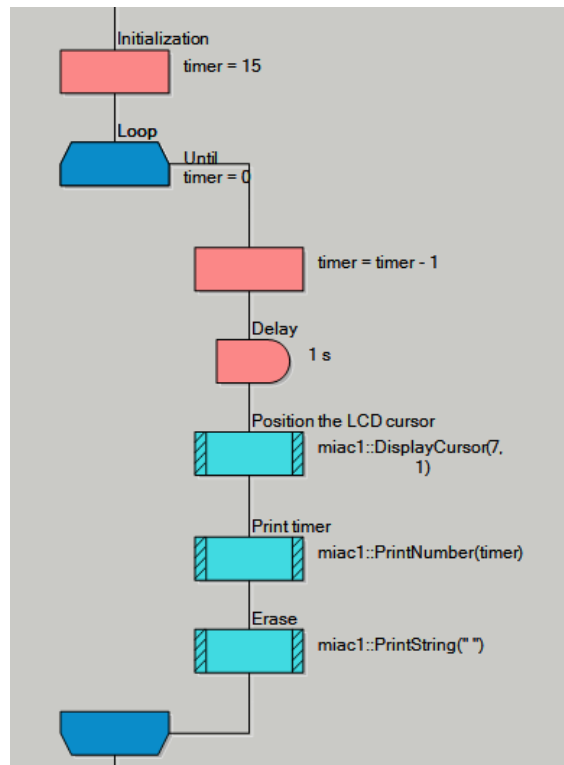 Initialization
timer = 15
Loop
Until
timer = 0
timer = timer - 1
Delay
1 s
Position the LCD cursor
miac1::DisplayCursor(7,
1)
Print timer
miac1::PrintNumber(timer)
Erase
miac1::PrintString(" ")